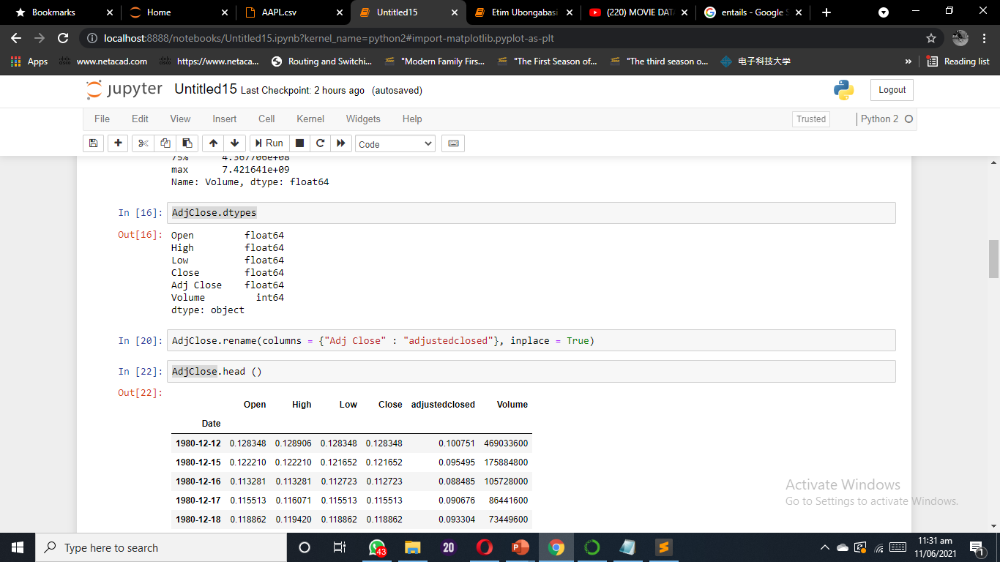 Bookmarks
Home
AAPL.csv
Untitled15
Etim Ubongabasi
(220) MOVIE DAT
entails - Google S
localhost:8888/notebooks/Untitled15.ipynb?kernel_name=python2#import-matplotlib.pyplot-as-plt
Apps www.netacad.com https://www.netaca... Routing and Switchi... "Modern Family Firs... "The First Season of... "The third season o... 电子科技大学 » Reading list
jupyter Untitled15 Last Checkpoint: 2 hours ago (autosaved) Logout
File Edit View Insert Cell Kernel Widgets Help Trusted Python 2
Run Code
75% 4.367706e+08
max 7.421641e+09
Name: Volume, dtype: float64
In [16]: AdjClose.dtypes
Out[16]: Open float64
High float64
Low float64
Close float64
Adj Close float64
Volume int64
dtype: object
In [20]: AdjClose.rename(columns = {"Adj Close" : "adjustedclosed"}, inplace = True)
In [22]: AdjClose.head ()
Out[22]:
Open High Low Close adjustedclosed Volume
Date
1980-12-12 0.128348 0.128906 0.128348 0.128348 0.100751 469033600
1980-12-15 0.122210 0.122210 0.121652 0.121652 0.095495 175884800
1980-12-16 0.113281 0.113281 0.112723 0.112723 0.088485 105728000
1980-12-17 0.115513 0.116071 0.115513 0.115513 0.090676 86441600
1980-12-18 0.118862 0.119420 0.118862 0.118862 0.093304 73449600
Activate Windows
Go to Settings to activate Windows.
Type here to search
43
20
11:31 am
11/06/2021
1